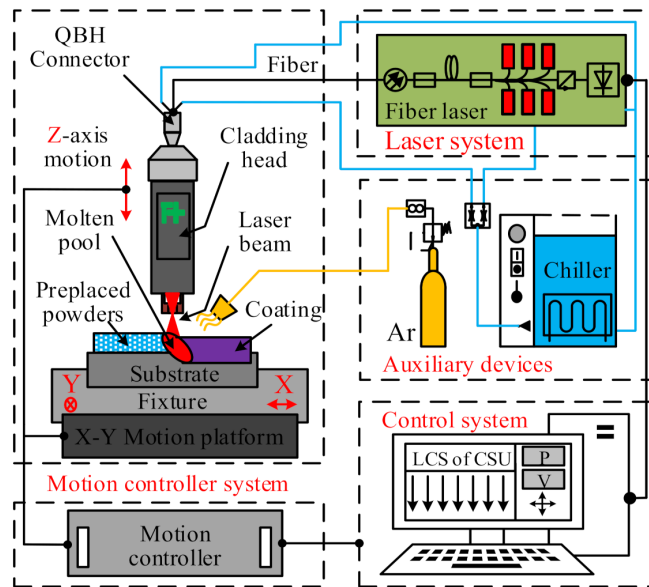 QBH
Connector
Fiber
Fiber laser
Laser system
Z-axis
motion
Cladding
head
Molten
pool
Laser
beam
Preplaced
powders
Coating
Ar
Chiller
Auxiliary devices
Substrate
Y
Fixture
X
X-Y Motion platform
Motion controller system
Motion
controller
Control system
LCS of CSU
P
V